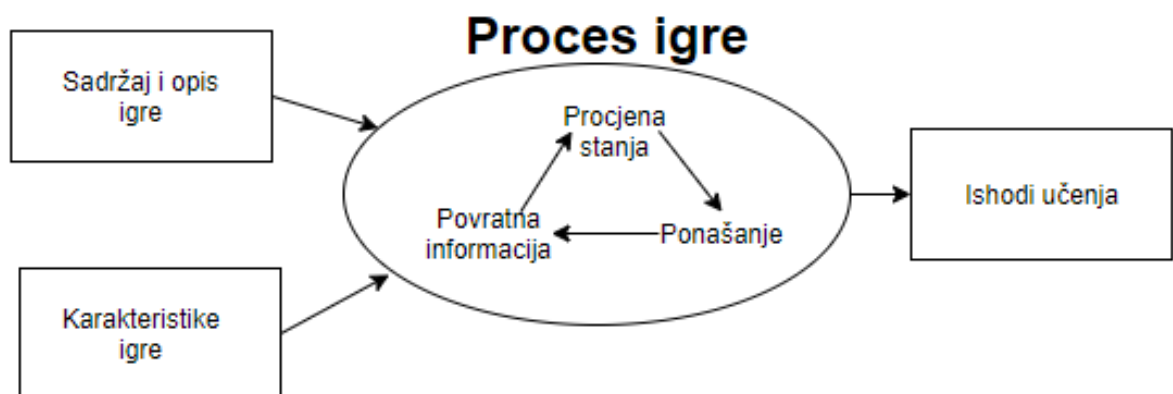 Proces igre
Sadržaj i opis
igre
Procjena
stanja
Povratna
informacija
Ponašanje
Ishodi učenja
Karakteristike
igre